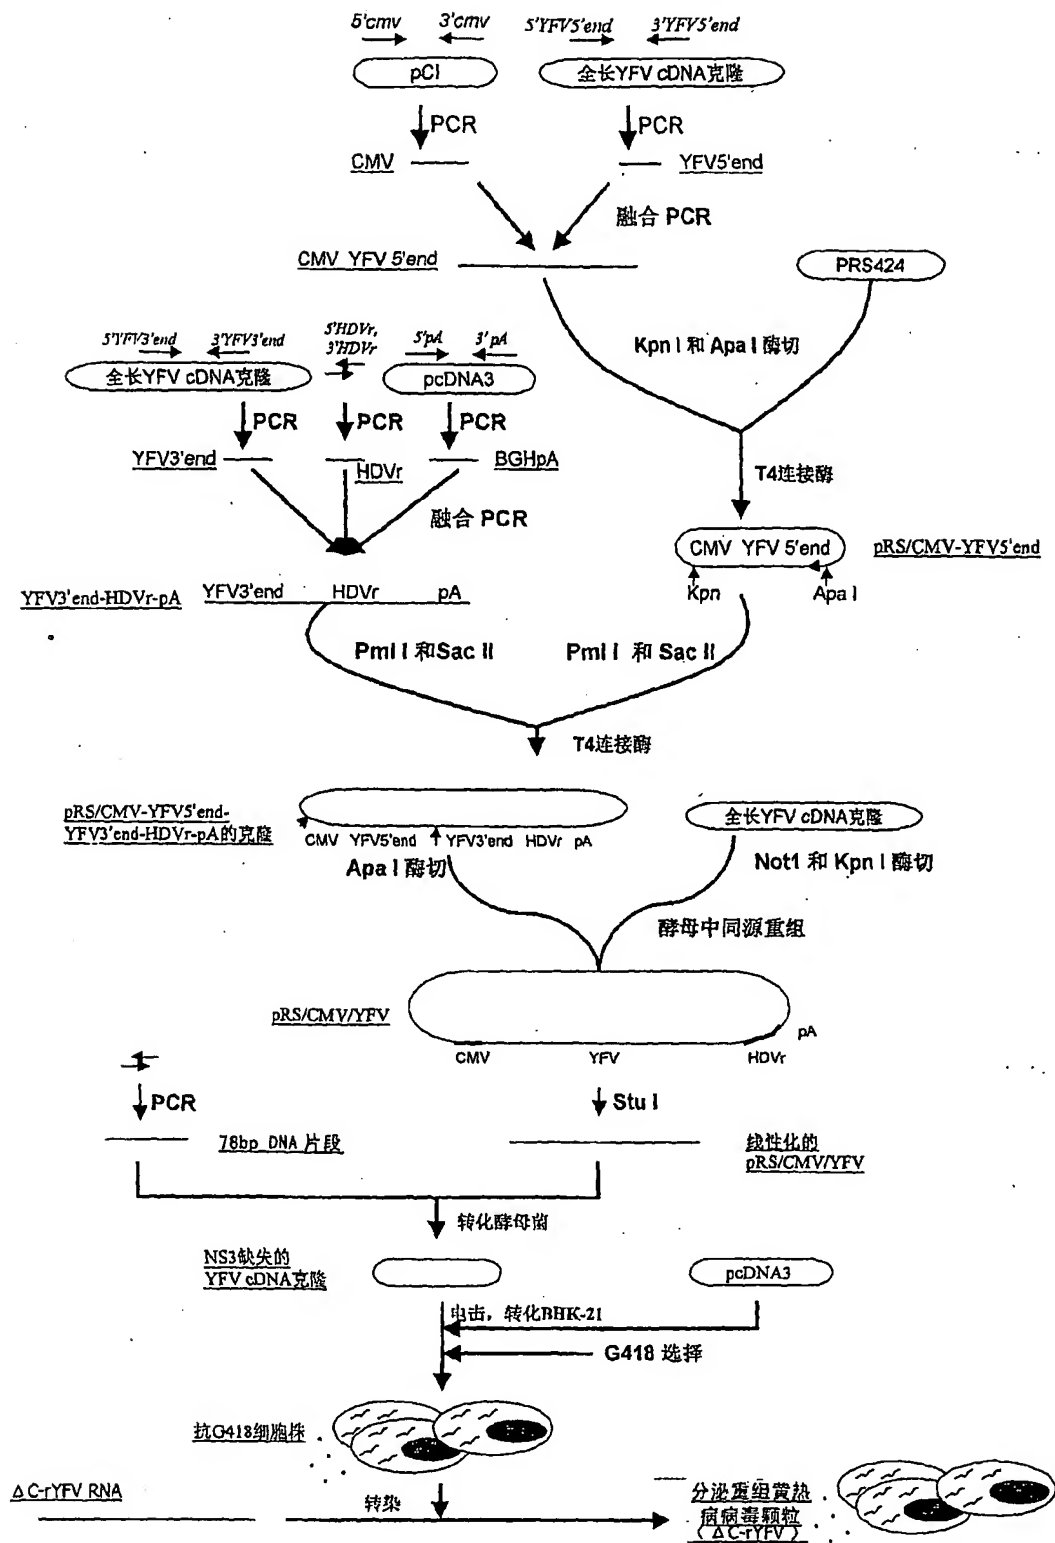 5'cmv 3'cmv 5'YFV5'end 3'YFV5'end
pCI 全长YFV cDNA克隆
PCR PCR
CMV YFV5'end
融合 PCR
CMV YFV 5'end PRS424
Kpn I 和 Apa I 酶切
5'YFV3'end 3'YFV3'end 5'HDVr, 3'HDVr 5'pA 3'pA
全长YFV cDNA克隆 pcDNA3
PCR PCR PCR
YFV3'end HDVr BGHpA
T4连接酶
融合 PCR
CMV YFV 5'end pRS/CMV-YFV5'end
Kpn Apa I
YFV3'end-HDVr-pA YFV3'end HDVr pA
Pml I 和Sac II Pml I 和 Sac II
T4连接酶
pRS/CMV-YFV5'end-
YFV3'end-HDVr-pA的克隆
CMV YFV5'end YFV3'end HDVr pA
全长YFV cDNA克隆
Apa I 酶切 Not1 和 Kpn I 酶切
酵母中同源重组
pRS/CMV/YFV
pA
CMV YFV HDVr
PCR Stu I
78bp DNA 片段 线性化的
pRS/CMV/YFV
转化酵母菌
NS3缺失的
YFV cDNA克隆
pcDNA3
电击，转化BHK-21
G418 选择
抗G418细胞株
ΔC-rYFV RNA
转染
分泌重组黄热
病病毒颗粒
（ΔC-rYFV）